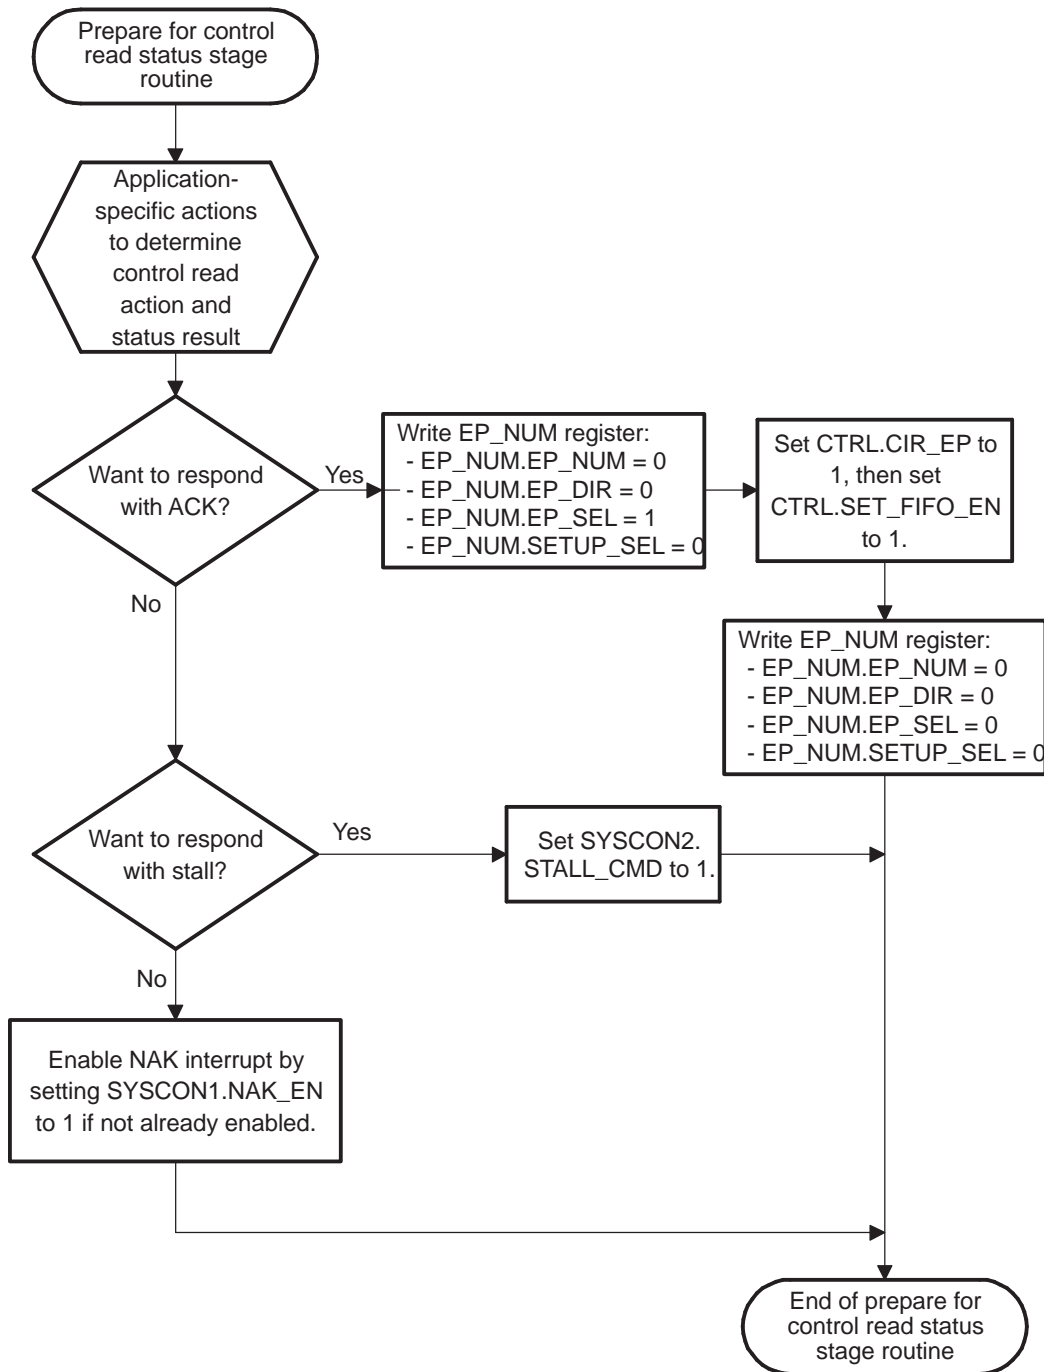 Prepare for control
read status stage
routine
Application-
specific actions
to determine
control read
action and
status result
Want to respond
with ACK?
Yes
Write EP_NUM register:
- EP_NUM.EP_NUM = 0
- EP_NUM.EP_DIR = 0
- EP_NUM.EP_SEL = 1
- EP_NUM.SETUP_SEL = 0
Set CTRL.CIR_EP to
1, then set
CTRL.SET_FIFO_EN
to 1.
No
Write EP_NUM register:
- EP_NUM.EP_NUM = 0
- EP_NUM.EP_DIR = 0
- EP_NUM.EP_SEL = 0
- EP_NUM.SETUP_SEL = 0
Want to respond
with stall?
Yes
Set SYSCON2.
STALL_CMD to 1.
No
Enable NAK interrupt by
setting SYSCON1.NAK_EN
to 1 if not already enabled.
End of prepare for
control read status
stage routine